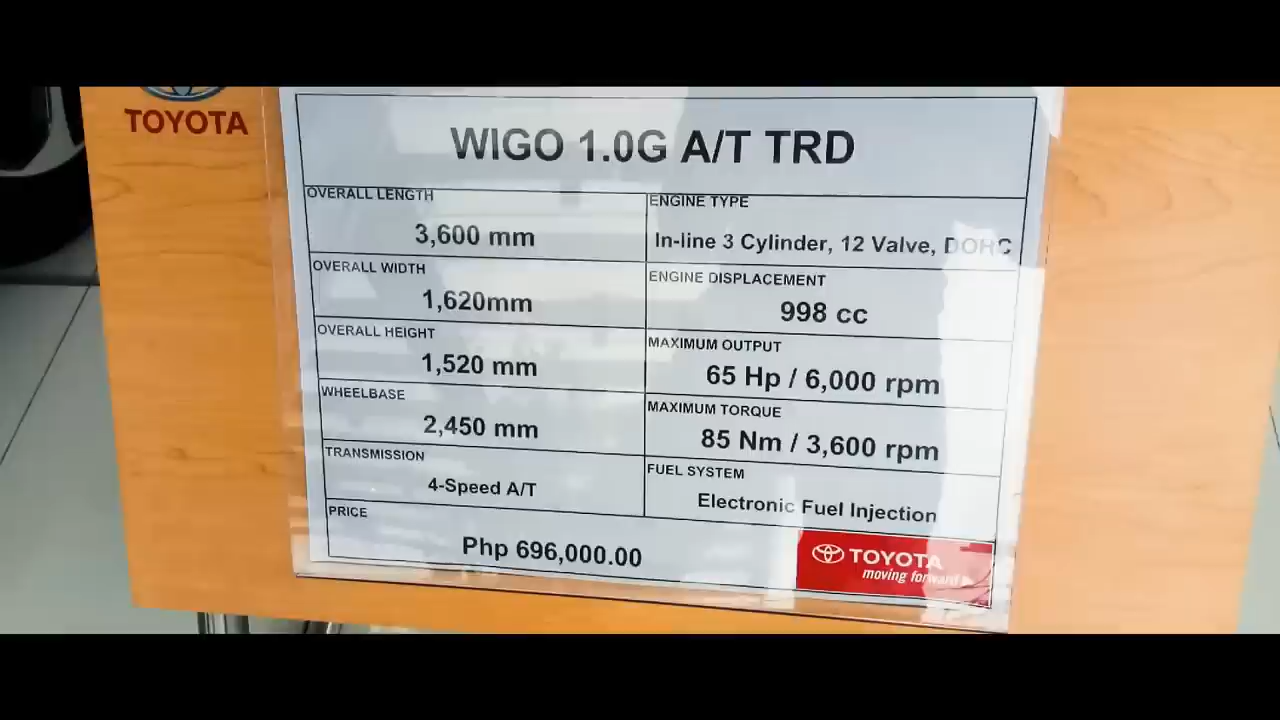 TOYOTA
WIGO 1.0G A/T TRD
OVERALL LENGTH
3,600 mm
ENGINE TYPE
In-line 3 Cylinder, 12 Valve, DOHC
OVERALL WIDTH
1,620mm
ENGINE DISPLACEMENT
998 cc
OVERALL HEIGHT
1,520 mm
MAXIMUM OUTPUT
65 Hp / 6,000 rpm
WHEELBASE
2,450 mm
MAXIMUM TORQUE
85 Nm / 3,600 rpm
TRANSMISSION
4-Speed A/T
FUEL SYSTEM
Electronic Fuel Injection
PRICE
Php 696,000.00
TOYOTA
moving forward